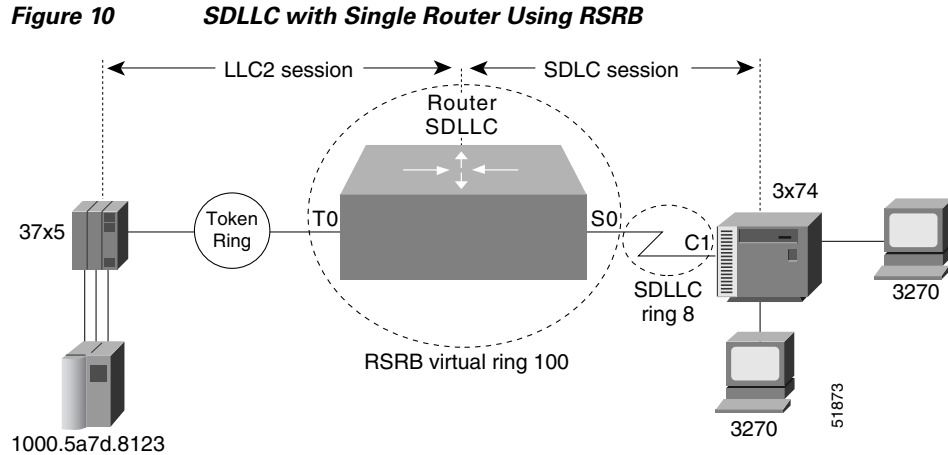 Figure 10 SDLLC with Single Router Using RSRB
LLC2 session
SDLC session
Router
SDLLC
3x74
37x5
Token
Ring
T0
S0
C1
SDLLC
ring 8
3270
RSRB virtual ring 100
3270
51873
1000.5a7d.8123